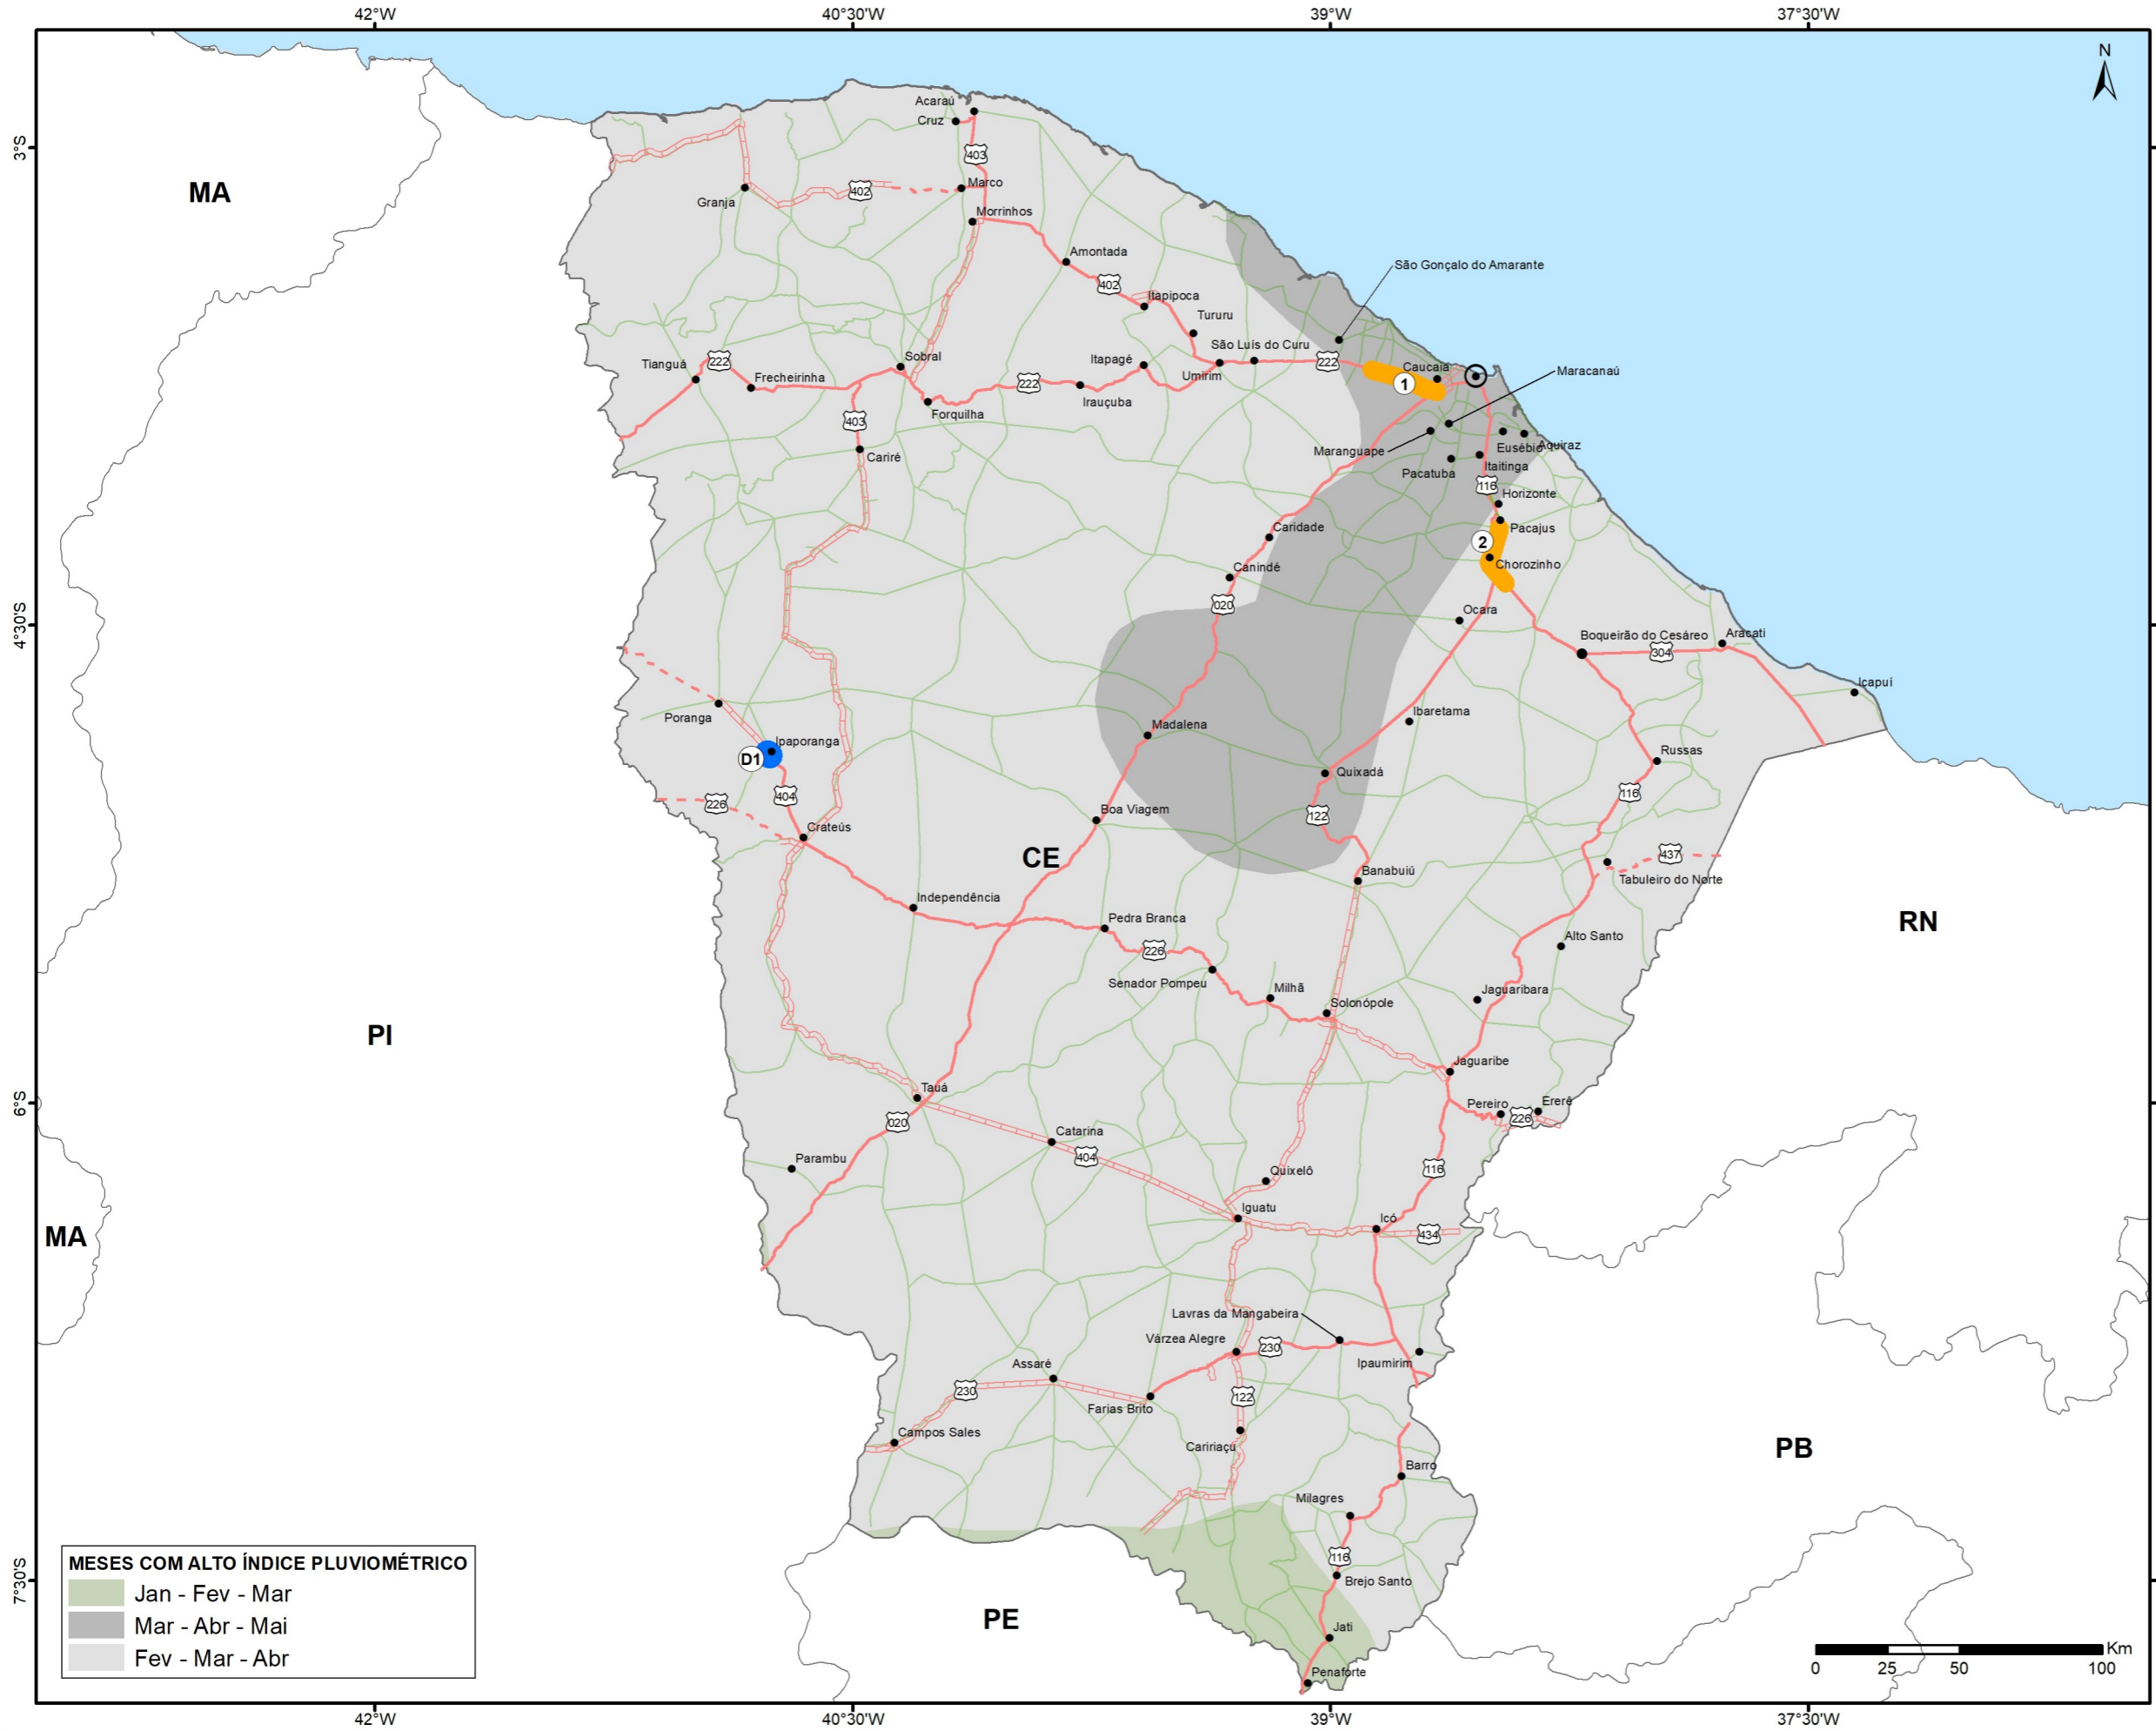 42°W
40°30'W
39°W
37°30'W
N
3°S
4°30'S
6°S
7°30'S
MA
Acaraú
Cruz
403
Marco
402
Granja
Morrinhos
Amontada
402
São Gonçalo do Amarante
Itapipoca
Tururu
São Luís do Curu
222
Itapagé
Umirim
Sobral
Tianguá
222
Frecheirinha
222
Irauçuba
Forquilha
403
Cariré
Caucaia
1
Maracanaú
Maranguape
Eusébio
Aquiraz
Pacatuba
Itaitinga
116
Horizonte
Pacajus
2
Chorozinho
Caridade
Canindé
020
Ocara
Boqueirão do Cesáreo
Aracati
304
Icapuí
Poranga
Ipaporanga
D1
404
226
Crateús
Madalena
Ibaretama
Quixadá
122
Russas
116
Boa Viagem
CE
437
Tabuleiro do Norte
Banabuiú
Independência
Pedra Branca
226
Senador Pompeu
Alto Santo
RN
Milhã
Jaguaribara
Solonópole
PI
Jaguaribe
Tauá
020
Pereiro
226
Ererê
Catarina
404
Parambu
116
Quixelô
Iguatu
Icó
434
MA
Lavras da Mangabeira
Várzea Alegre
230
Ipaumirim
Assaré
230
Farias Brito
122
Campos Sales
Caririaçu
Barro
PB
Milagres
116
Brejo Santo
PE
Jati
Penaforte
MESES COM ALTO ÍNDICE PLUVIOMÉTRICO
Jan - Fev - Mar
Mar - Abr - Mai
Fev - Mar - Abr
Km
0
25
50
100
42°W
40°30'W
39°W
37°30'W